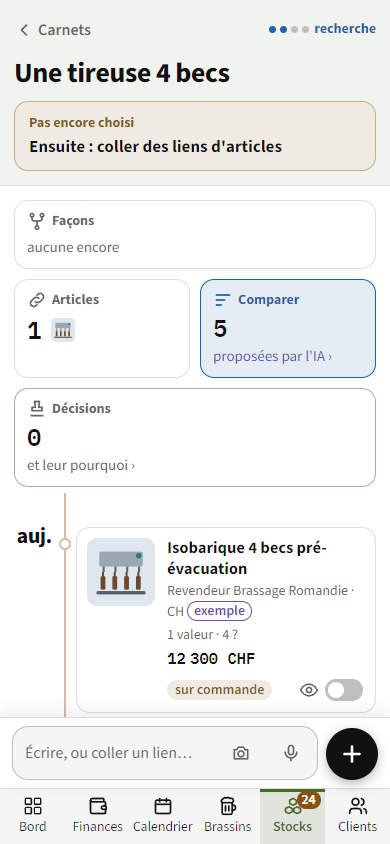 Carnets
recherche
Une tireuse 4 becs
Pas encore choisi
Ensuite : coller des liens d'articles
Façons
aucune encore
Articles
1
Comparer
5
proposées par l'IA ›
Décisions
0
et leur pourquoi ›
auj.
Isobarique 4 becs pré-
évacuation
Revendeur Brassage Romandie ·
CH exemple
1 valeur · 4 ?
12 300 CHF
sur commande
Écrire, ou coller un lien…
24
Bord
Finances
Calendrier
Brassins
Stocks
Clients